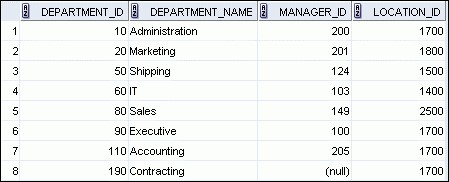 DEPARTMENT_ID DEPARTMENT_NAME MANAGER_ID LOCATION_ID
1 10 Administration 200 1700
2 20 Marketing 201 1800
3 50 Shipping 124 1500
4 60 IT 103 1400
5 80 Sales 149 2500
6 90 Executive 100 1700
7 110 Accounting 205 1700
8 190 Contracting (null) 1700